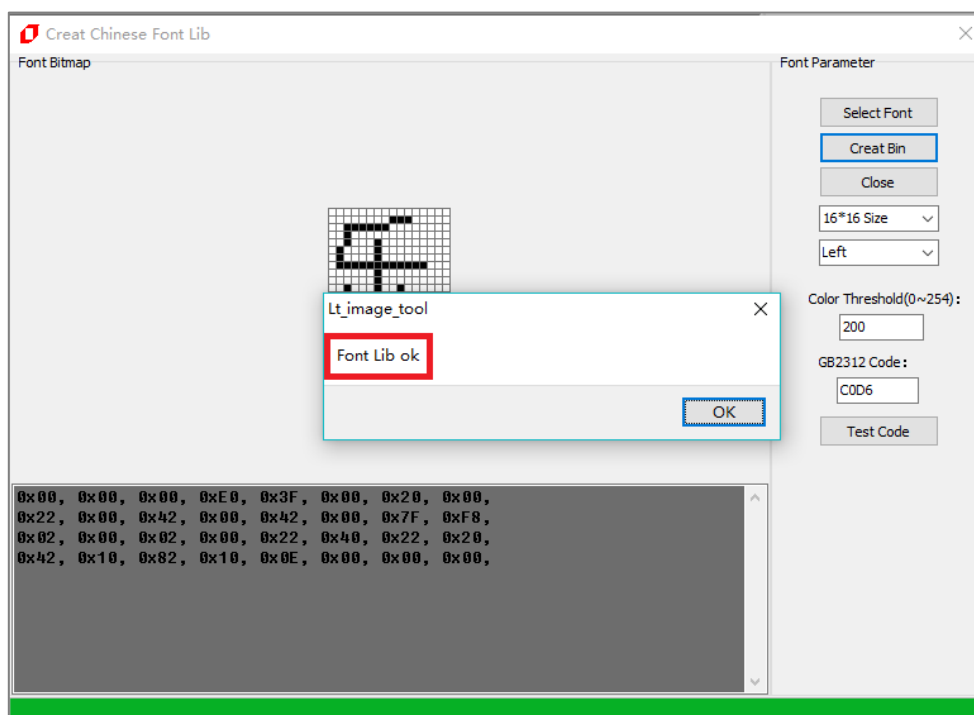 Creat Chinese Font Lib
Font Bitmap
Font Parameter
Select Font
Creat Bin
Close
16*16 Size
Left
Color Threshold(0~254):
200
GB2312 Code:
C0D6
Test Code
乐
Lt_image_tool
Font Lib ok
OK
0x00, 0x00, 0x00, 0xE0, 0x3F, 0x00, 0x20, 0x00,
0x22, 0x00, 0x42, 0x00, 0x42, 0x00, 0x7F, 0xF8,
0x02, 0x00, 0x02, 0x00, 0x22, 0x40, 0x22, 0x20,
0x42, 0x10, 0x82, 0x10, 0x0E, 0x00, 0x00, 0x00,